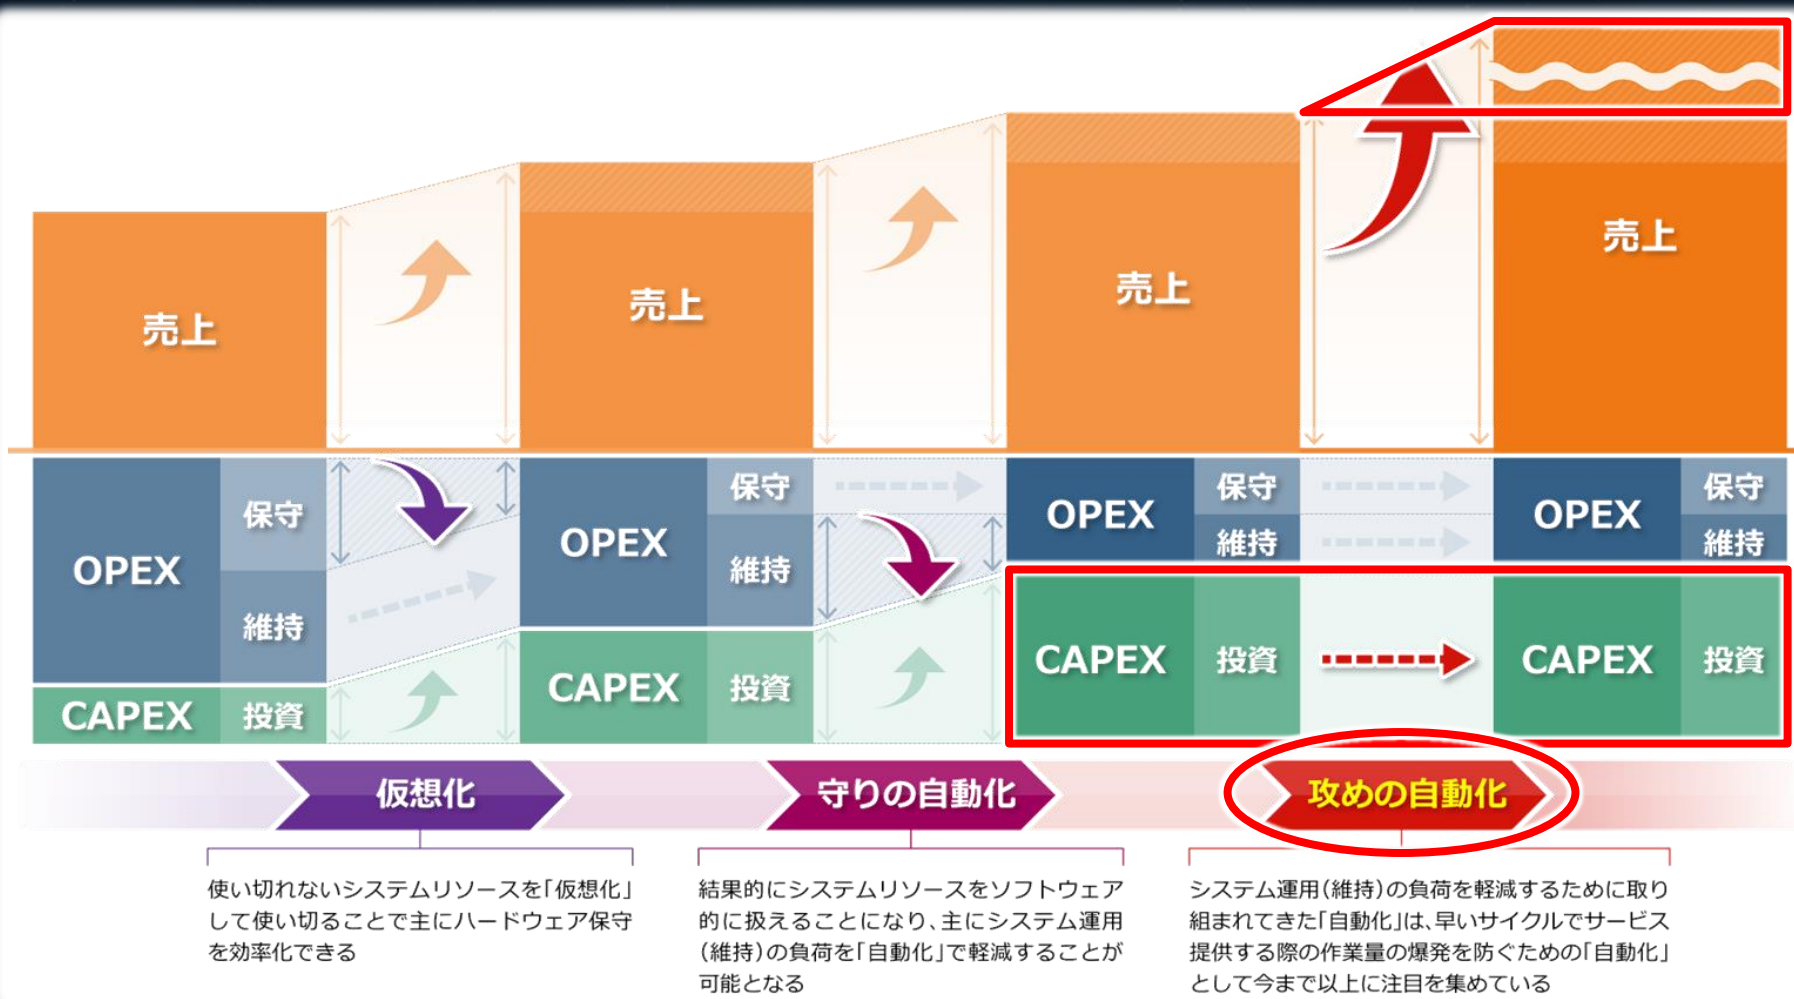 売上
売上
売上
売上
OPEX
保守
維持
OPEX
保守
維持
OPEX
保守
維持
OPEX
保守
維持
CAPEX
投資
CAPEX
投資
CAPEX
投資
CAPEX
投資
仮想化
守りの自動化
攻めの自動化
使い切れないシステムリソースを｢仮想化｣
して使い切ることで主にハードウェア保守
を効率化できる
結果的にシステムリソースをソフトウェア
的に扱えることになり、主にシステム運用
(維持)の負荷を｢自動化｣で軽減することが
可能となる
システム運用(維持)の負荷を軽減するために取り
組まれてきた｢自動化｣は、早いサイクルでサービス
提供する際の作業量の爆発を防ぐための｢自動化｣
として今まで以上に注目を集めている